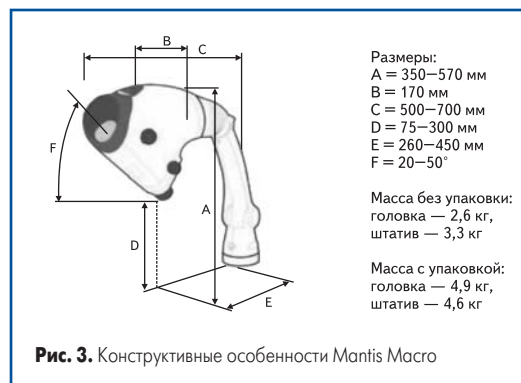 B
C
F
A
D
E
Размеры:
A = 350—570 мм
B = 170 мм
C = 500—700 мм
D = 75—300 мм
E = 260—450 мм
F = 20—50°
Масса без упаковки:
головка — 2,6 кг,
штатив — 3,3 кг
Масса с упаковкой:
головка — 4,9 кг,
штатив — 4,6 кг
Рис. 3. Конструктивные особенности Mantis Macro